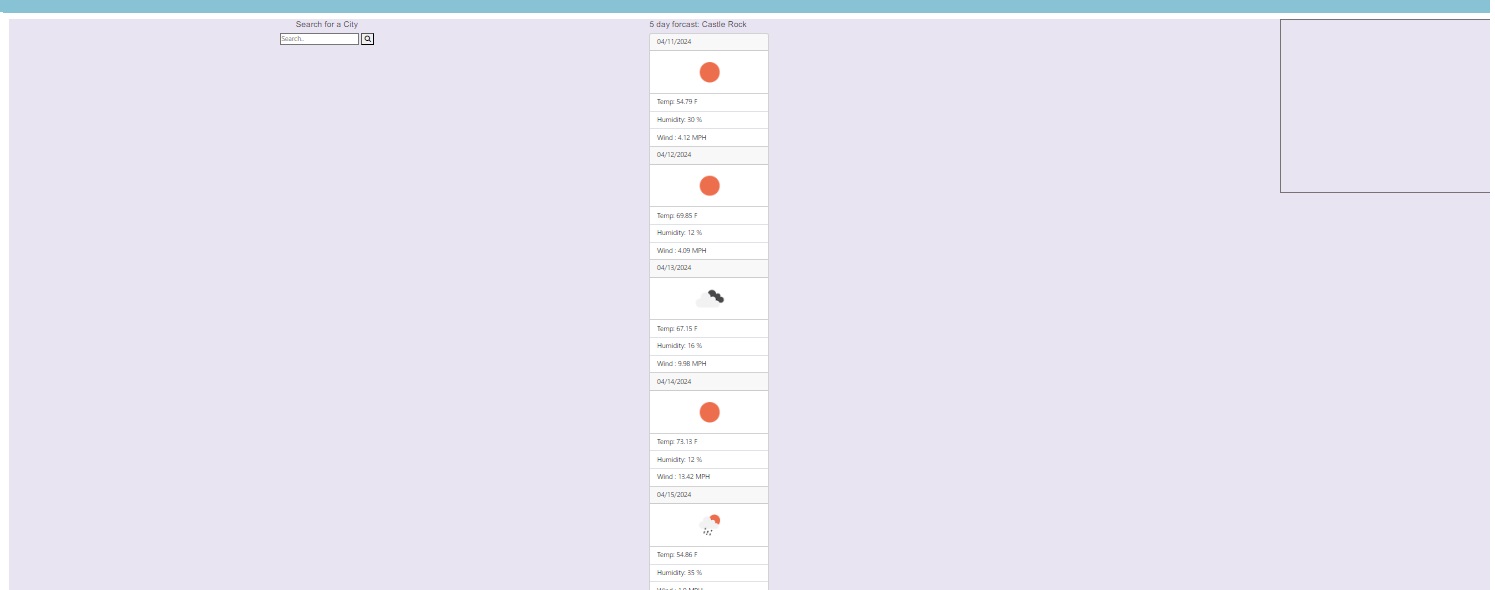 Search for a City
Search..
5 day forcast: Castle Rock
04/11/2024
Temp: 54.79 F
Humidity: 30 %
Wind : 4.12 MPH
04/12/2024
Temp: 69.85 F
Humidity: 12 %
Wind : 4.09 MPH
04/13/2024
Temp: 67.15 F
Humidity: 16 %
Wind : 9.98 MPH
04/14/2024
Temp: 73.13 F
Humidity: 12 %
Wind : 13.42 MPH
04/15/2024
Temp: 54.86 F
Humidity: 35 %